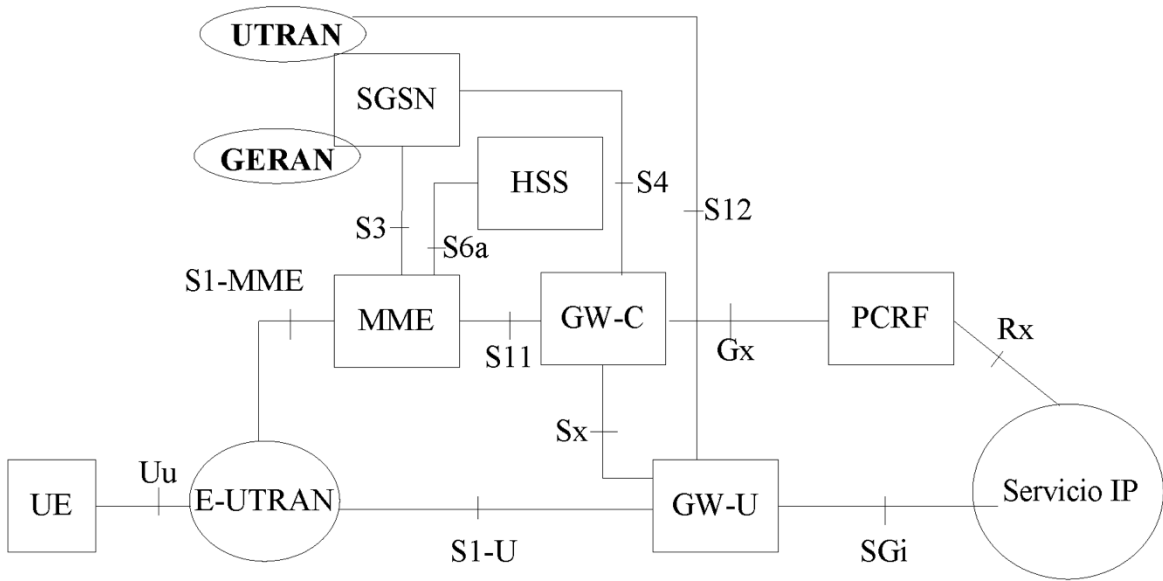 UTRAN
SGSN
GERAN
HSS
S4
S12
S3
S6a
S1-MME
MME
GW-C
PCRF
S11
Gx
Rx
Sx
Uu
UE
E-UTRAN
GW-U
Servicio IP
S1-U
SGi